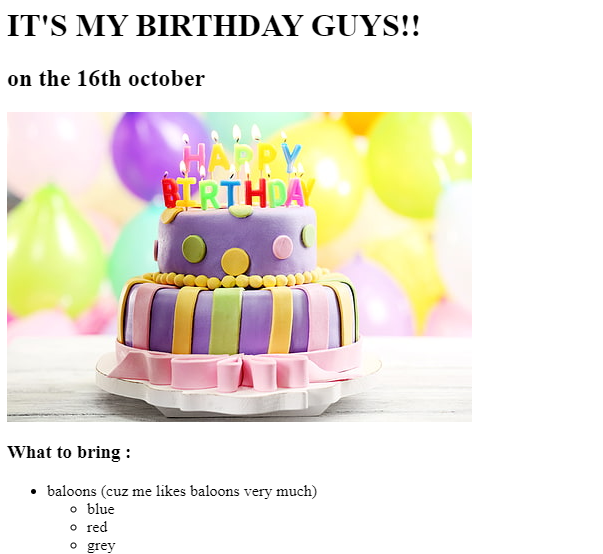 IT'S MY BIRTHDAY GUYS!!
on the 16th october
HAPPY
BIRTHDAY
What to bring :
baloons (cuz me likes baloons very much)
blue
red
grey